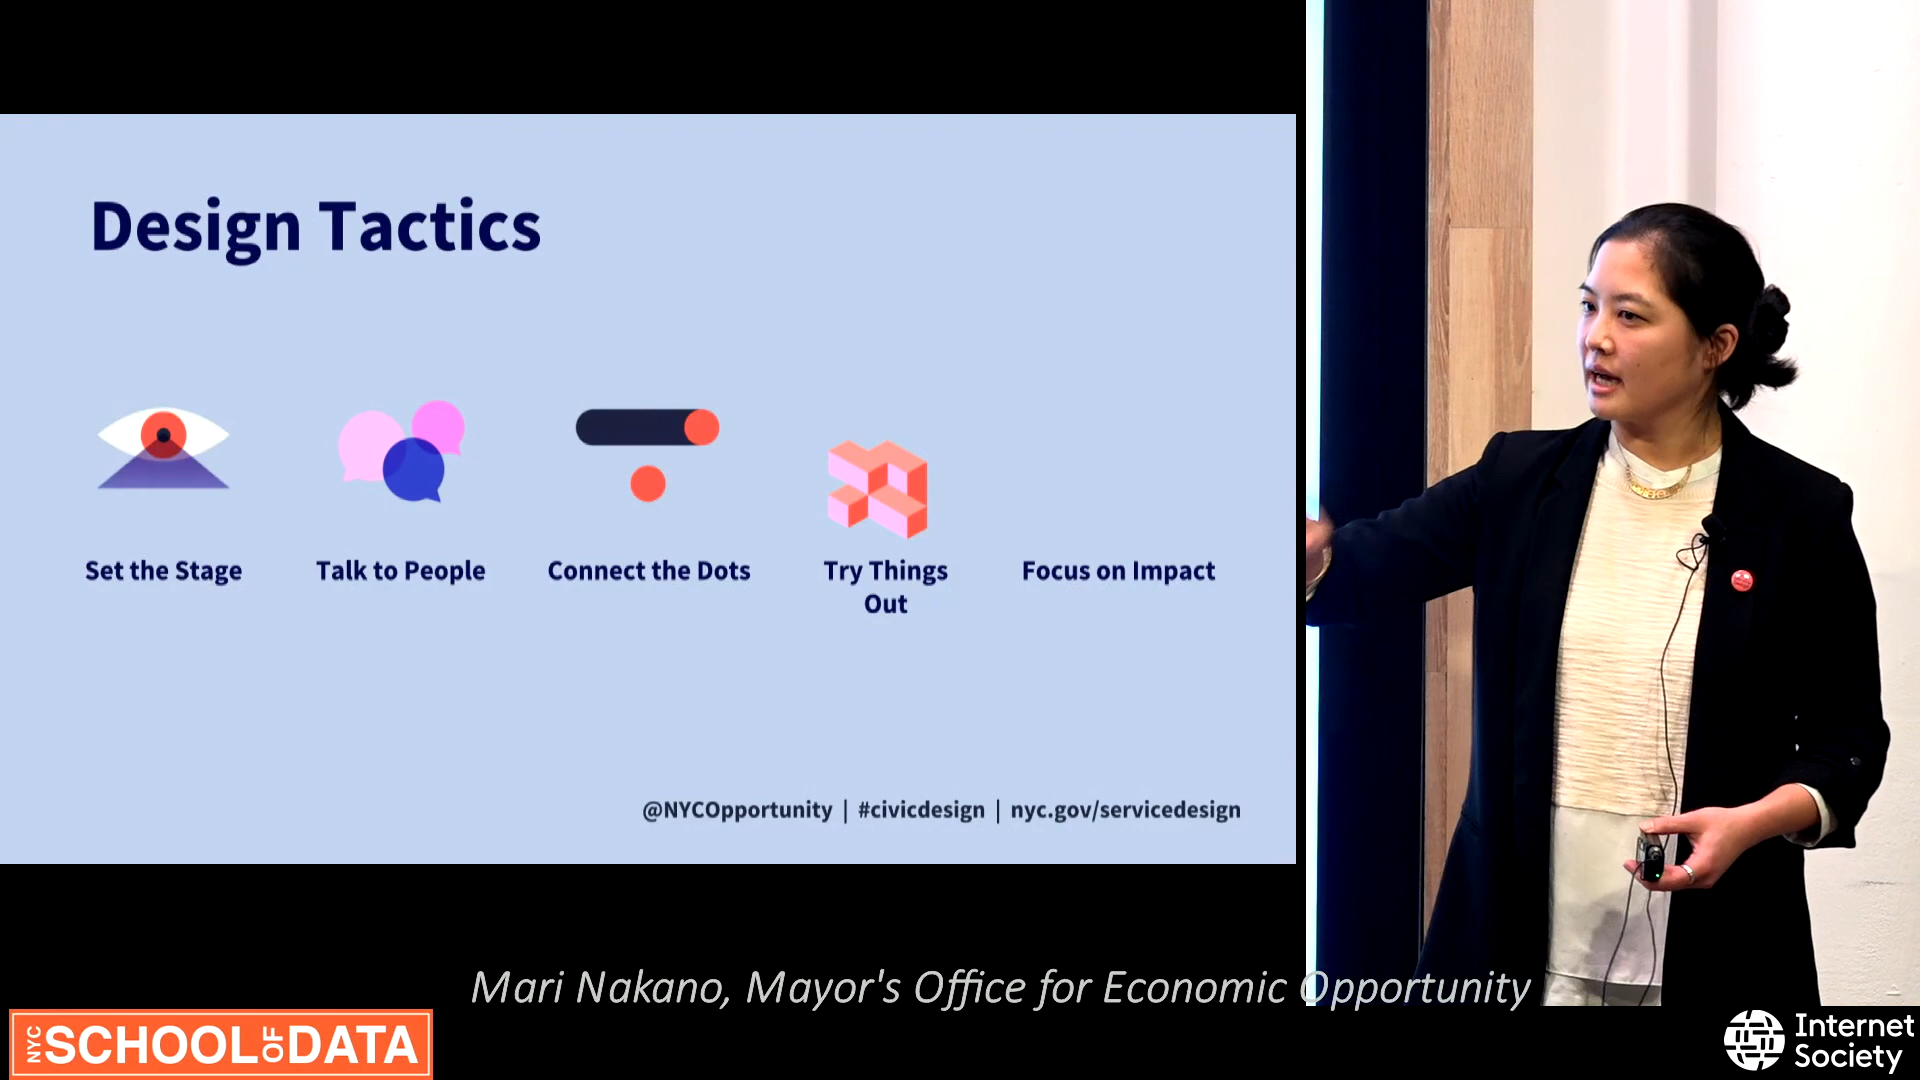 Design Tactics
Set the Stage
Talk to People
Connect the Dots
Try Things
Out
Focus on Impact
@NYCOpportunity | #civicdesign | nyc.gov/servicedesign
Mari Nakano, Mayor's Office for Economic Opportunity
NYC SCHOOL OF DATA
Internet
Society